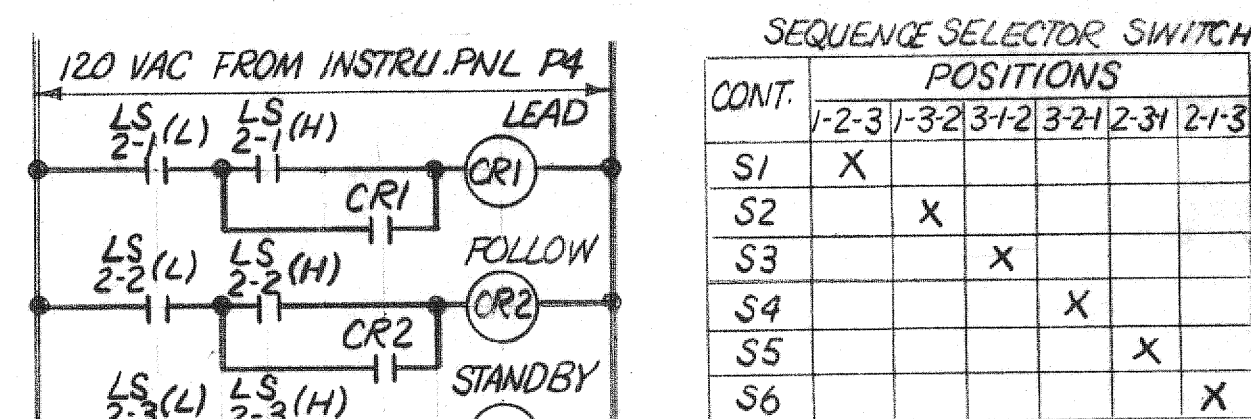 120 VAC FROM INSTRU.PNL P4
LEAD
LS 2-1 (L) LS 2-1 (H)
CR1
CR1
FOLLOW
LS 2-2 (L) LS 2-2 (H)
CR2
CR2
STANDBY
LS 2-3 (L) LS 2-3 (H)
SEQUENCE SELECTOR SWITCH
CONT. POSITIONS
1-2-3 1-3-2 3-1-2 3-2-1 2-3-1 2-1-3
S1 X
S2 X
S3 X
S4 X
S5 X
S6 X